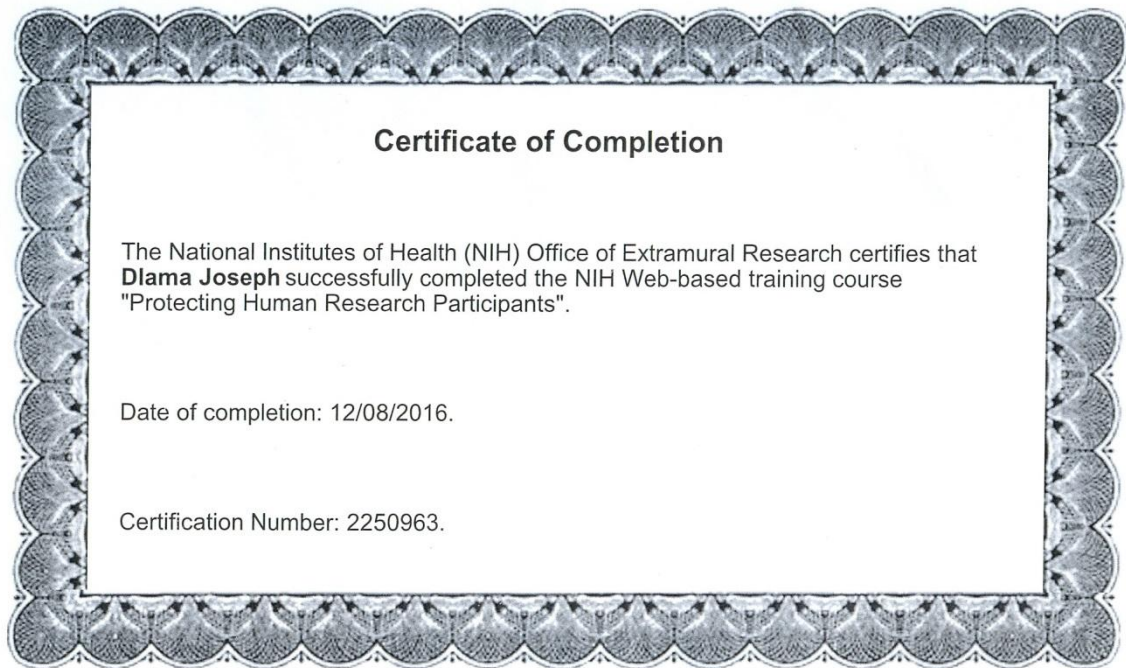 Certificate of Completion
The National Institutes of Health (NIH) Office of Extramural Research certifies that
Dlama Joseph successfully completed the NIH Web-based training course
"Protecting Human Research Participants".
Date of completion: 12/08/2016.
Certification Number: 2250963.